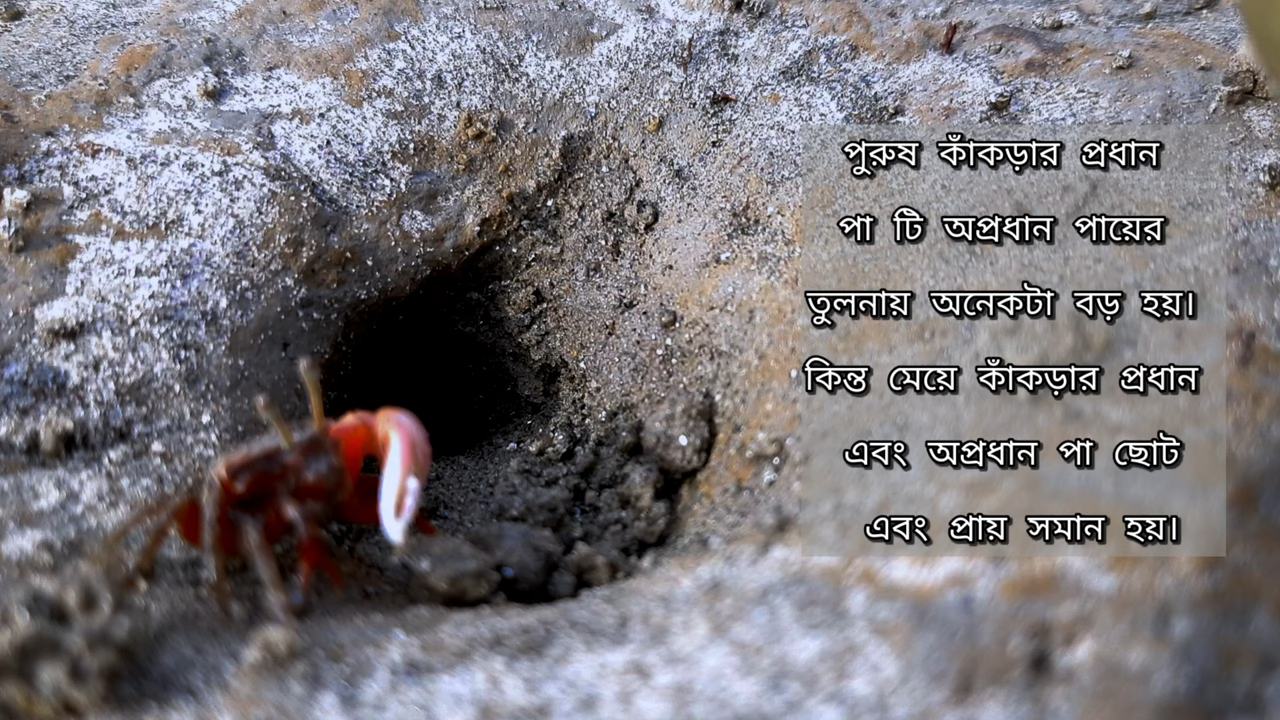 পুরুষ কাঁকড়ার প্রধান
পা টি অপ্রধান পায়ের
তুলনায় অনেকটা বড় হয়।
কিন্ত মেয়ে কাঁকড়ার প্রধান
এবং অপ্রধান পা ছোট
এবং প্রায় সমান হয়।